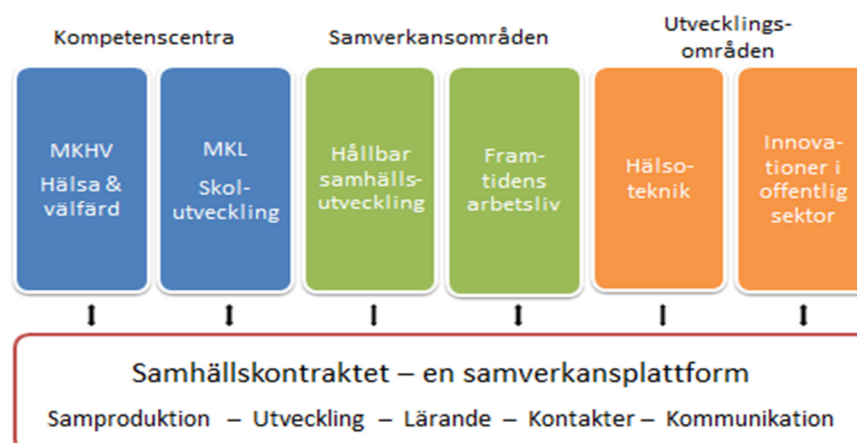 Kompetenscentra
Samverkansområden
Utvecklings-
områden
MKHV
Hälsa &
välfärd
MKL
Skol-
utveckling
Hållbar
samhälls-
utveckling
Fram-
tidens
arbetsliv
Hälso-
teknik
Innova-
tioner i
offentlig
sektor
Samhällskontraktet – en samverkansplattform
Samproduktion – Utveckling – Lärande – Kontakter – Kommunikation